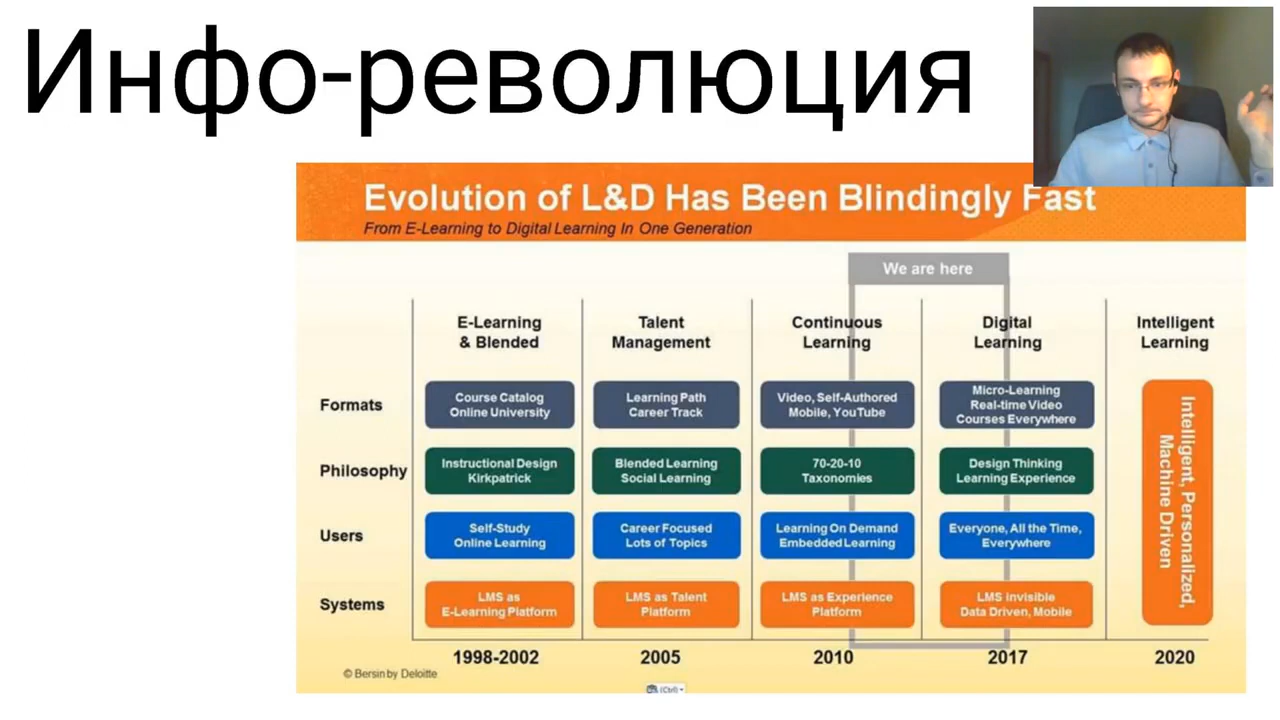 Инфо-революция
Evolution of L&D Has Been Blindingly Fast
From E-Learning to Digital Learning In One Generation
We are here
E-Learning
& Blended
Talent
Management
Continuous
Learning
Digital
Learning
Intelligent
Learning
Formats
Course Catalog
Online University
Learning Path
Career Track
Video, Self-Authored
Mobile, YouTube
Micro-Learning
Real-time Video
Courses Everywhere
Philosophy
Instructional Design
Kirkpatrick
Blended Learning
Social Learning
70-20-10
Taxonomies
Design Thinking
Learning Experience
Users
Self-Study
Online Learning
Career Focused
Lots of Topics
Learning On Demand
Embedded Learning
Everyone, All the Time,
Everywhere
Systems
LMS as
E-Learning Platform
LMS as Talent
Platform
LMS as Experience
Platform
LMS Invisible
Data Driven, Mobile
Intelligent, Personalized,
Machine Driven
1998-2002
2005
2010
2017
2020
© Bersin by Deloitte
(Ctrl)